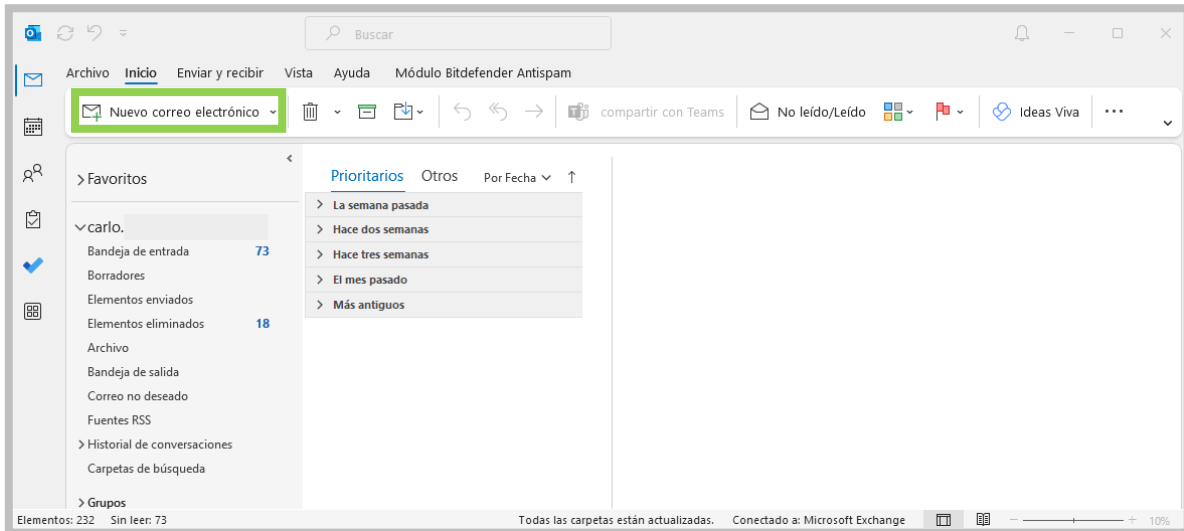 Buscar
Archivo Inicio Enviar y recibir Vista Ayuda Módulo Bitdefender Antispam
Nuevo correo electrónico compartir con Teams No leído/Leído Ideas Viva
Favoritos
Prioritarios Otros Por Fecha
La semana pasada
carlo.
Hace dos semanas
Bandeja de entrada 73
Hace tres semanas
Borradores
El mes pasado
Elementos enviados
Más antiguos
Elementos eliminados 18
Archivo
Bandeja de salida
Correo no deseado
Fuentes RSS
Historial de conversaciones
Carpetas de búsqueda
Grupos
Elementos: 232 Sin leer: 73 Todas las carpetas están actualizadas. Conectado a: Microsoft Exchange 10%